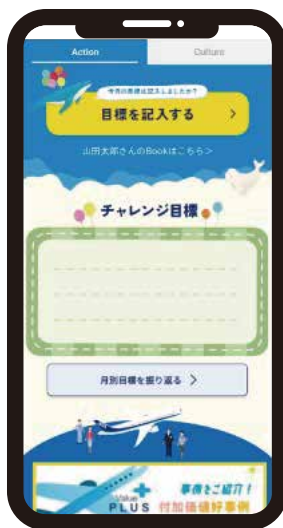 Action
Culture
今月の目標は記入しましたか?
目標を記入する >
山田太郎さんのBookはこちら>
チャレンジ目標
月別目標を振り返る >
Value
PLUS
事例をご紹介!
付加価値好事例